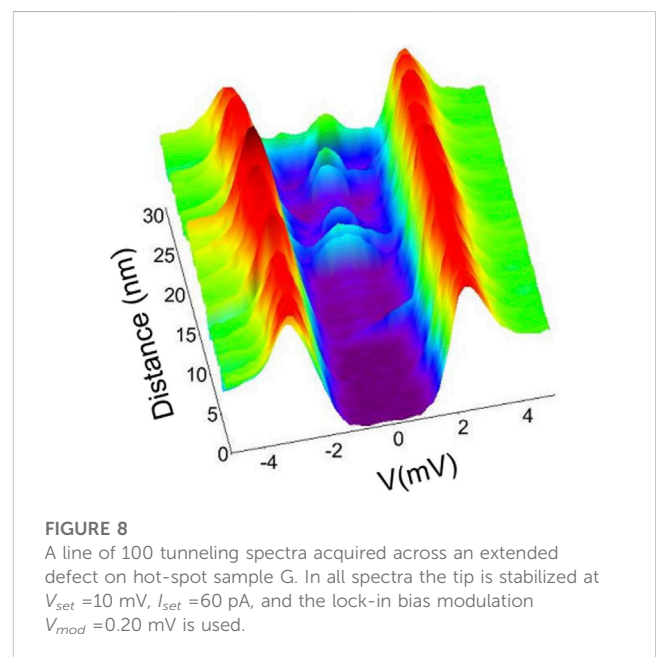 30
25
20
15
10
5
0
Distance (nm)
-4
-2
0
2
4
V(mV)
FIGURE 8
A line of 100 tunneling spectra acquired across an extended
defect on hot-spot sample G. In all spectra the tip is stabilized at
Vset =10 mV, Iset =60 pA, and the lock-in bias modulation
Vmod =0.20 mV is used.